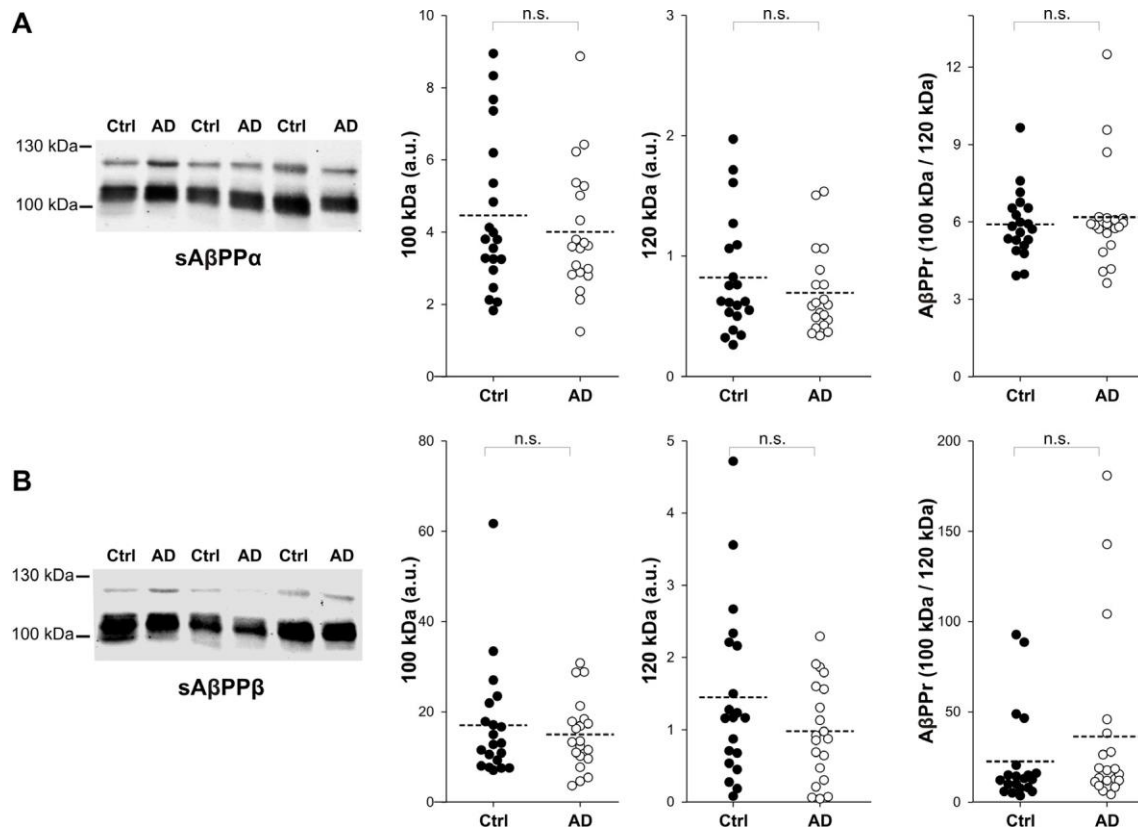 A
Ctrl AD Ctrl AD Ctrl AD
130 kDa
100 kDa
sAβPPα
n.s.
100 kDa (a.u.)
10
8
6
4
2
0
Ctrl AD
n.s.
120 kDa (a.u.)
3
2
1
0
Ctrl AD
n.s.
AβPPr (100 kDa / 120 kDa)
12
9
6
3
0
Ctrl AD
B
Ctrl AD Ctrl AD Ctrl AD
130 kDa
100 kDa
sAβPPβ
n.s.
100 kDa (a.u.)
80
60
40
20
0
Ctrl AD
n.s.
120 kDa (a.u.)
5
4
3
2
1
0
Ctrl AD
n.s.
AβPPr (100 kDa / 120 kDa)
200
150
100
50
0
Ctrl AD